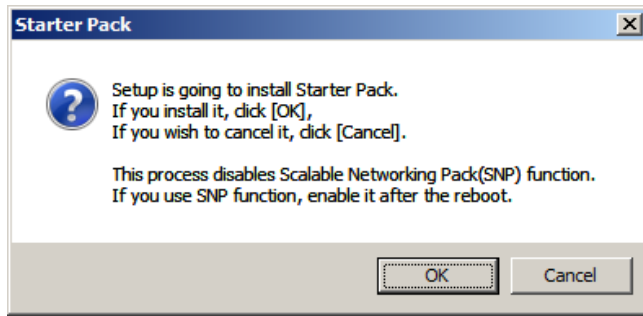 Starter Pack
Setup is going to install Starter Pack.
If you install it, click [OK],
If you wish to cancel it, click [Cancel].
This process disables Scalable Networking Pack(SNP) function.
If you use SNP function, enable it after the reboot.
OK
Cancel